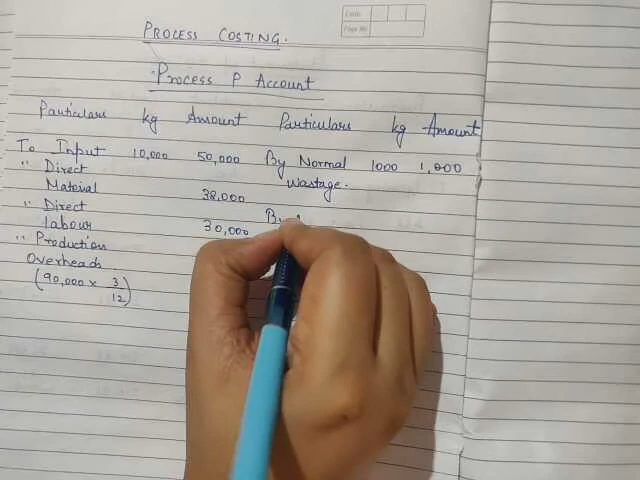 Date
Page No.
PROCESS COSTING.
PROCESS P ACCOUNT
Particulars kg Amount Particulars kg Amount
To Input 10,000 50,000 By Normal 1000 1,000
" Direct wastage.
Material 38,000
" Direct By
labour 30,000
" Production
Overheads
(90,000 × 3/12)